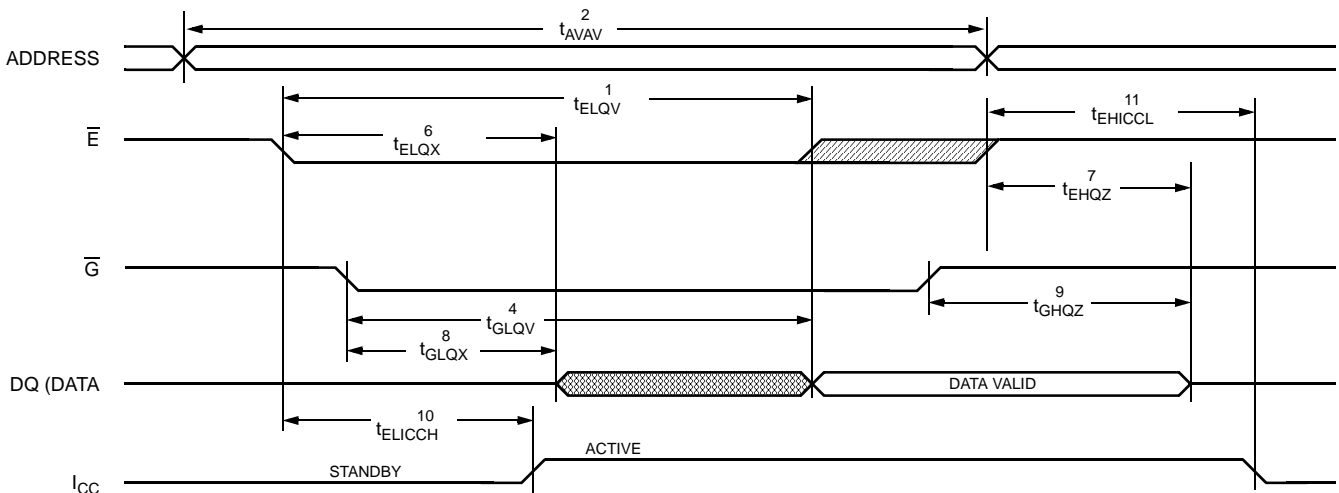 2
tAVAV
ADDRESS
1
tELQV
11
tEHICCL
E
6
tELQX
7
tEHQZ
G
9
tGHQZ
4
tGLQV
8
tGLQX
DQ (DATA
DATA VALID
10
tELICCH
ACTIVE
STANDBY
ICC